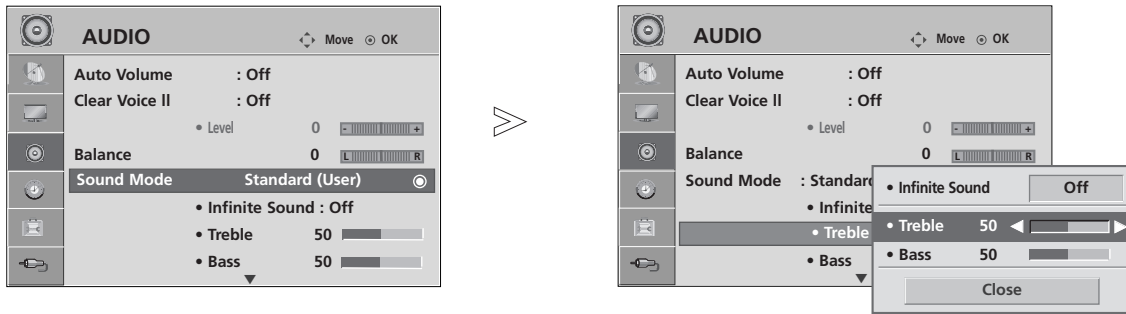 AUDIO Move OK
Auto Volume : Off
Clear Voice II : Off
• Level 0 - +
Balance 0 L R
Sound Mode Standard (User)
• Infinite Sound : Off
• Treble 50
• Bass 50
AUDIO Move OK
Auto Volume : Off
Clear Voice II : Off
• Level 0 - +
Balance 0 L R
Sound Mode : Standard
• Infinite
• Treble
• Bass
• Infinite Sound Off
• Treble 50
• Bass 50
Close